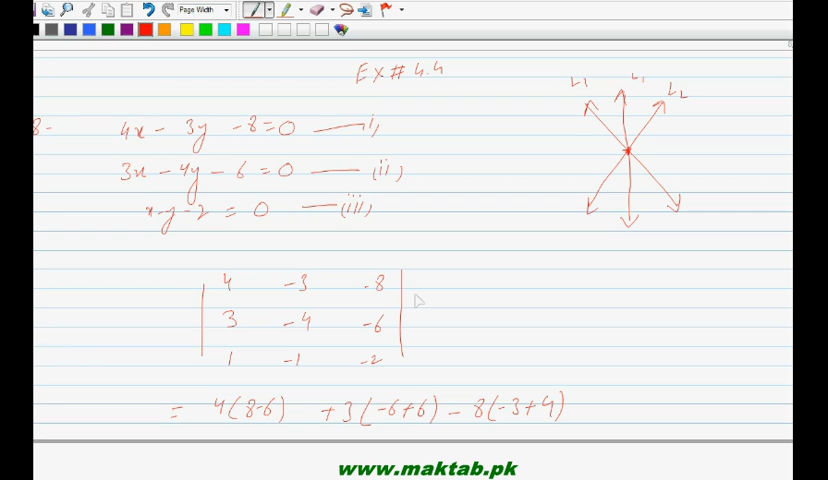 Page Width
EX # 4.4
L1 L1 L2
8- 4x - 3y - 8 = 0 —— i)
3x - 4y - 6 = 0 —— (ii)
x - y - 2 = 0 —— (iii)
4 -3 -8
3 -4 -6
1 -1 -2
= 4(8-6) +3(-6+6) - 8(-3+4)
www.maktab.pk